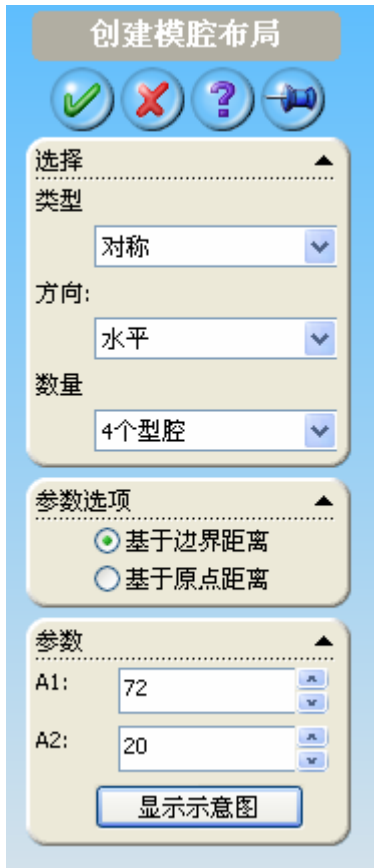 创建模腔布局
?
选择
类型
对称
方向:
水平
数量
4个型腔
参数选项
基于边界距离
基于原点距离
参数
A1:
72
A2:
20
显示示意图